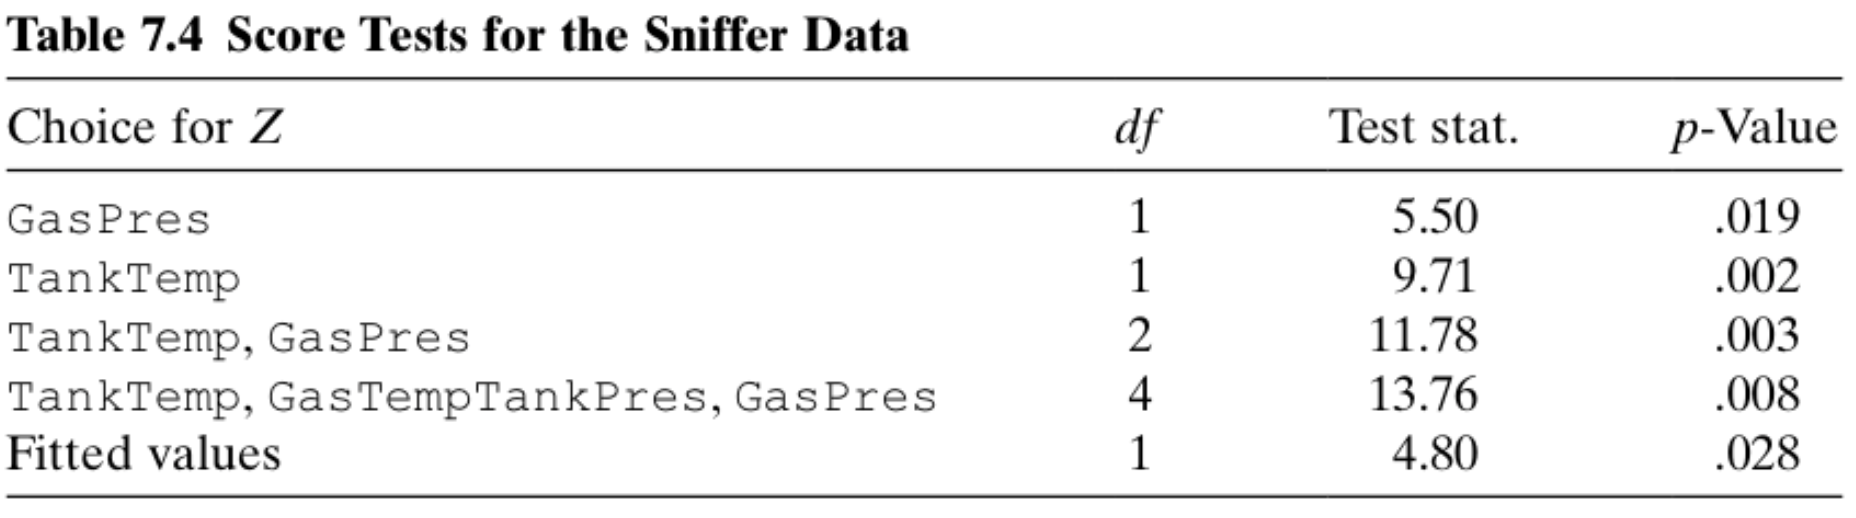 Table 7.4 Score Tests for the Sniffer Data
Choice for Z df Test stat. p-Value
GasPres 1 5.50 .019
TankTemp 1 9.71 .002
TankTemp, GasPres 2 11.78 .003
TankTemp, GasTempTankPres, GasPres 4 13.76 .008
Fitted values 1 4.80 .028